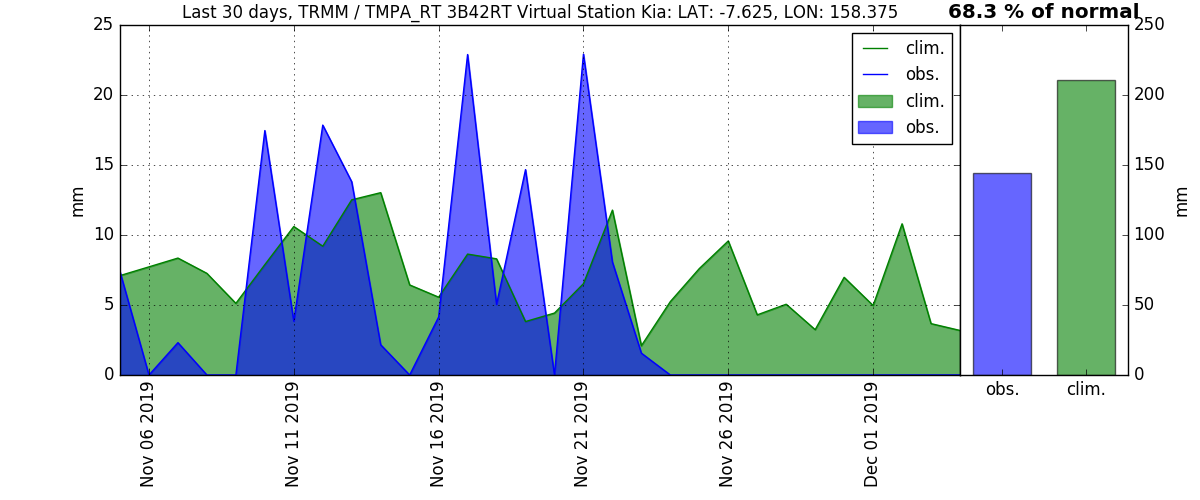 Last 30 days, TRMM / TMPA_RT 3B42RT Virtual Station Kia: LAT: -7.625, LON: 158.375
68.3 % of normal
25
20
15
10
5
0
mm
clim.
obs.
clim.
obs.
250
200
150
100
50
0
mm
Nov 06 2019
Nov 11 2019
Nov 16 2019
Nov 21 2019
Nov 26 2019
Dec 01 2019
obs.
clim.